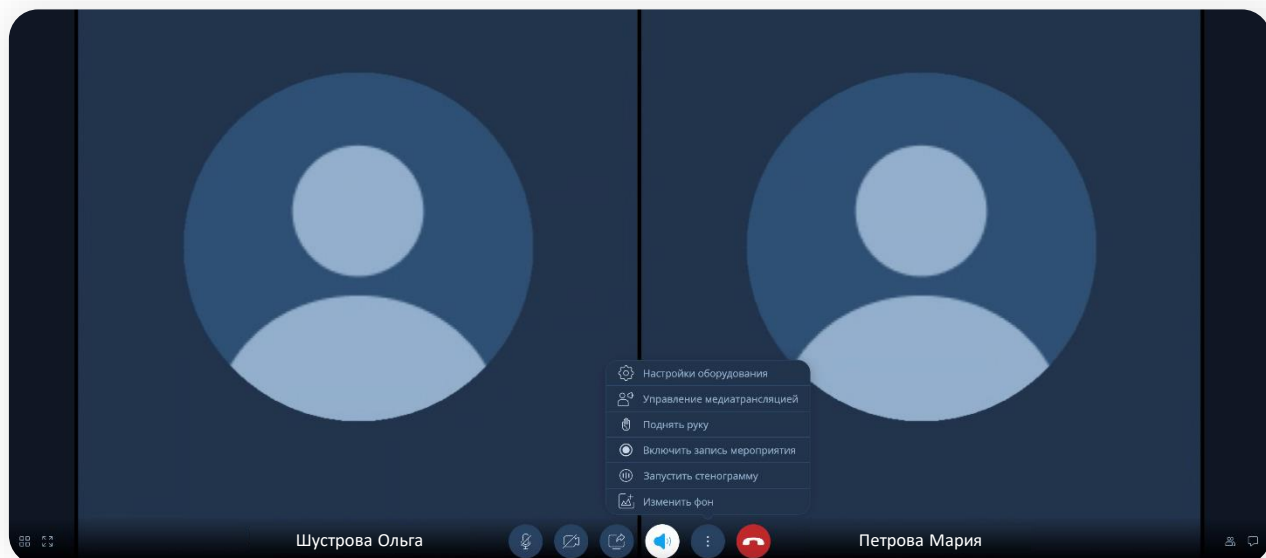 Настройки оборудования
Управление медиатрансляцией
Поднять руку
Включить запись мероприятия
Запустить стенограмму
Изменить фон
Шустрова Ольга
Петрова Мария